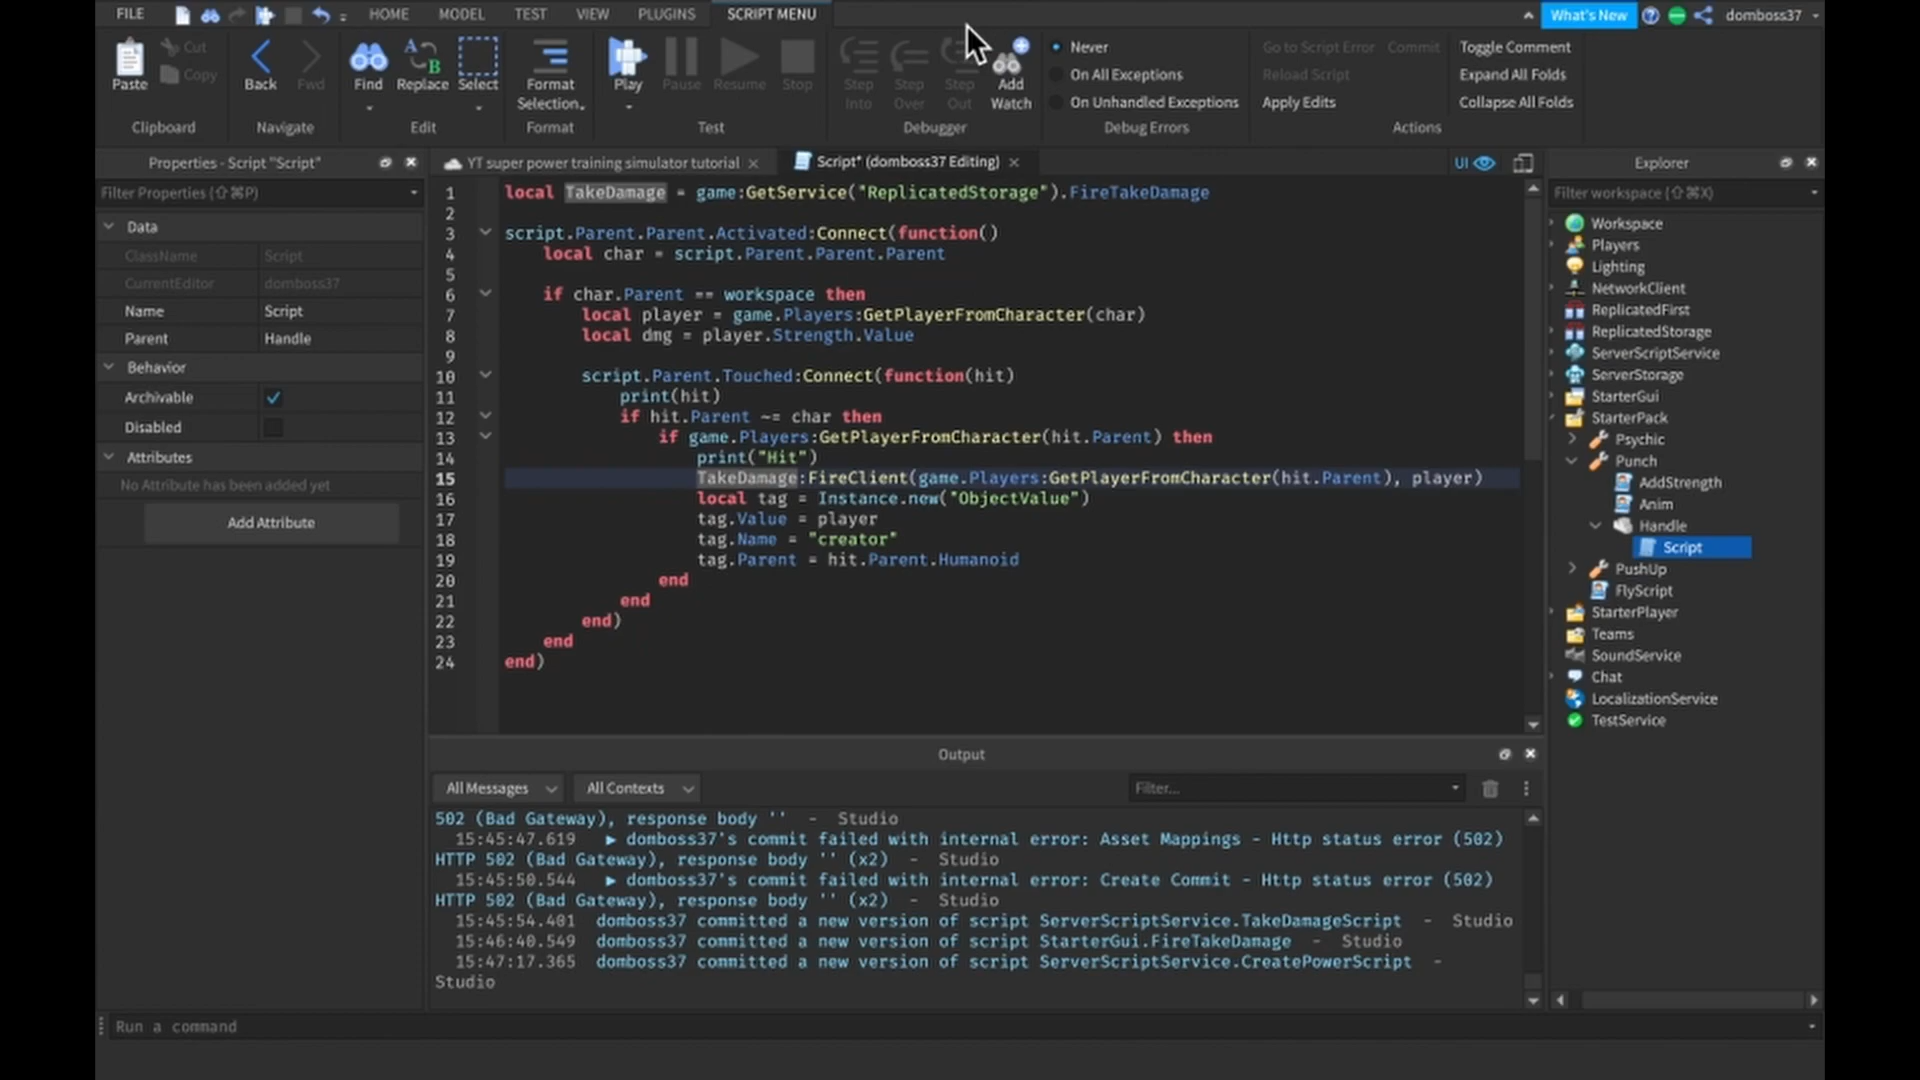 FILE HOME MODEL TEST VIEW PLUGINS SCRIPT MENU What's New domboss37
Paste Cut Copy
Clipboard
Back Fwd
Navigate
Find Replace Select
Edit
Format Selection
Format
Play Pause Resume Stop
Test
Step Into Step Over Step Out Add Watch
Debugger
Never
On All Exceptions
On Unhandled Exceptions
Debug Errors
Go to Script Error Commit
Reload Script
Apply Edits
Toggle Comment
Expand All Folds
Collapse All Folds
Actions
Properties - Script "Script"
Filter Properties (⇧⌘P)
Data
ClassName Script
CurrentEditor domboss37
Name Script
Parent Handle
Behavior
Archivable
Disabled
Attributes
No Attribute has been added yet
Add Attribute
YT super power training simulator tutorial
Script* (domboss37 Editing)
UI
1 local TakeDamage = game:GetService("ReplicatedStorage").FireTakeDamage
2
3 script.Parent.Parent.Activated:Connect(function()
4 local char = script.Parent.Parent.Parent
5
6 if char.Parent == workspace then
7 local player = game.Players:GetPlayerFromCharacter(char)
8 local dmg = player.Strength.Value
9
10 script.Parent.Touched:Connect(function(hit)
11 print(hit)
12 if hit.Parent ~= char then
13 if game.Players:GetPlayerFromCharacter(hit.Parent) then
14 print("Hit")
15 TakeDamage:FireClient(game.Players:GetPlayerFromCharacter(hit.Parent), player)
16 local tag = Instance.new("ObjectValue")
17 tag.Value = player
18 tag.Name = "creator"
19 tag.Parent = hit.Parent.Humanoid
20 end
21 end
22 end)
23 end
24 end)
Output
All Messages All Contexts Filter...
502 (Bad Gateway), response body '' - Studio
15:45:47.619 ▶ domboss37's commit failed with internal error: Asset Mappings - Http status error (502)
HTTP 502 (Bad Gateway), response body '' (x2) - Studio
15:45:50.544 ▶ domboss37's commit failed with internal error: Create Commit - Http status error (502)
HTTP 502 (Bad Gateway), response body '' (x2) - Studio
15:45:54.401 domboss37 committed a new version of script ServerScriptService.TakeDamageScript - Studio
15:46:40.549 domboss37 committed a new version of script StarterGui.FireTakeDamage - Studio
15:47:17.365 domboss37 committed a new version of script ServerScriptService.CreatePowerScript -
Studio
Explorer
Filter workspace (⇧⌘X)
Workspace
Players
Lighting
NetworkClient
ReplicatedFirst
ReplicatedStorage
ServerScriptService
ServerStorage
StarterGui
StarterPack
Psychic
Punch
AddStrength
Anim
Handle
Script
PushUp
FlyScript
StarterPlayer
Teams
SoundService
Chat
LocalizationService
TestService
Run a command